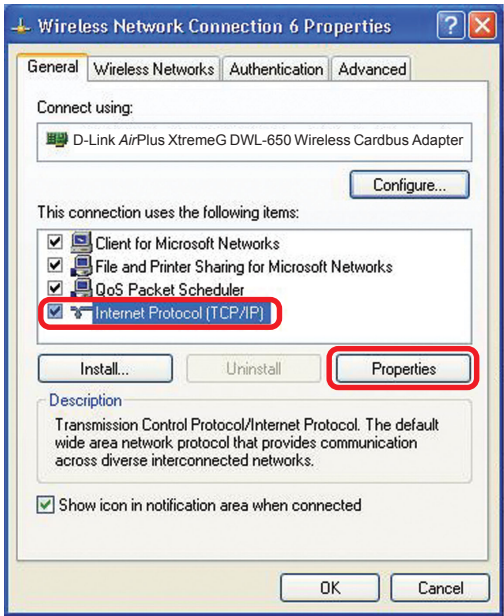 Wireless Network Connection 6 Properties
General Wireless Networks Authentication Advanced
Connect using:
D-Link AirPlus XtremeG DWL-650 Wireless Cardbus Adapter
Configure...
This connection uses the following items:
Client for Microsoft Networks
File and Printer Sharing for Microsoft Networks
QoS Packet Scheduler
Internet Protocol (TCP/IP)
Install... Uninstall Properties
Description
Transmission Control Protocol/Internet Protocol. The default
wide area network protocol that provides communication
across diverse interconnected networks.
Show icon in notification area when connected
OK Cancel